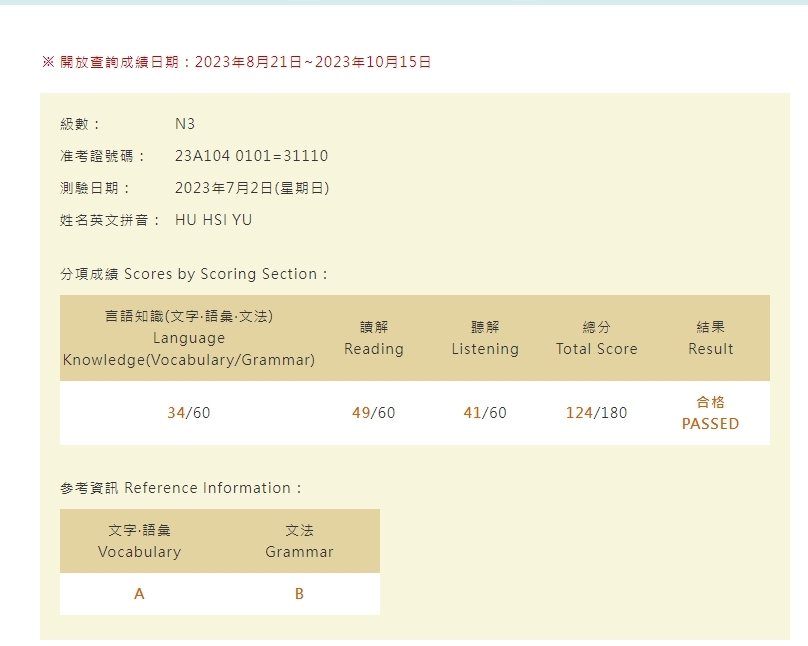 ※ 開放查詢成績日期：2023年8月21日~2023年10月15日
級數： N3
准考證號碼： 23A104 0101=31110
測驗日期： 2023年7月2日(星期日)
姓名英文拼音： HU HSI YU
分項成績 Scores by Scoring Section：
言語知識(文字·語彙·文法)
Language
Knowledge(Vocabulary/Grammar)
讀解
Reading
聽解
Listening
總分
Total Score
結果
Result
34/60
49/60
41/60
124/180
合格
PASSED
參考資訊 Reference Information：
文字·語彙
Vocabulary
文法
Grammar
A
B